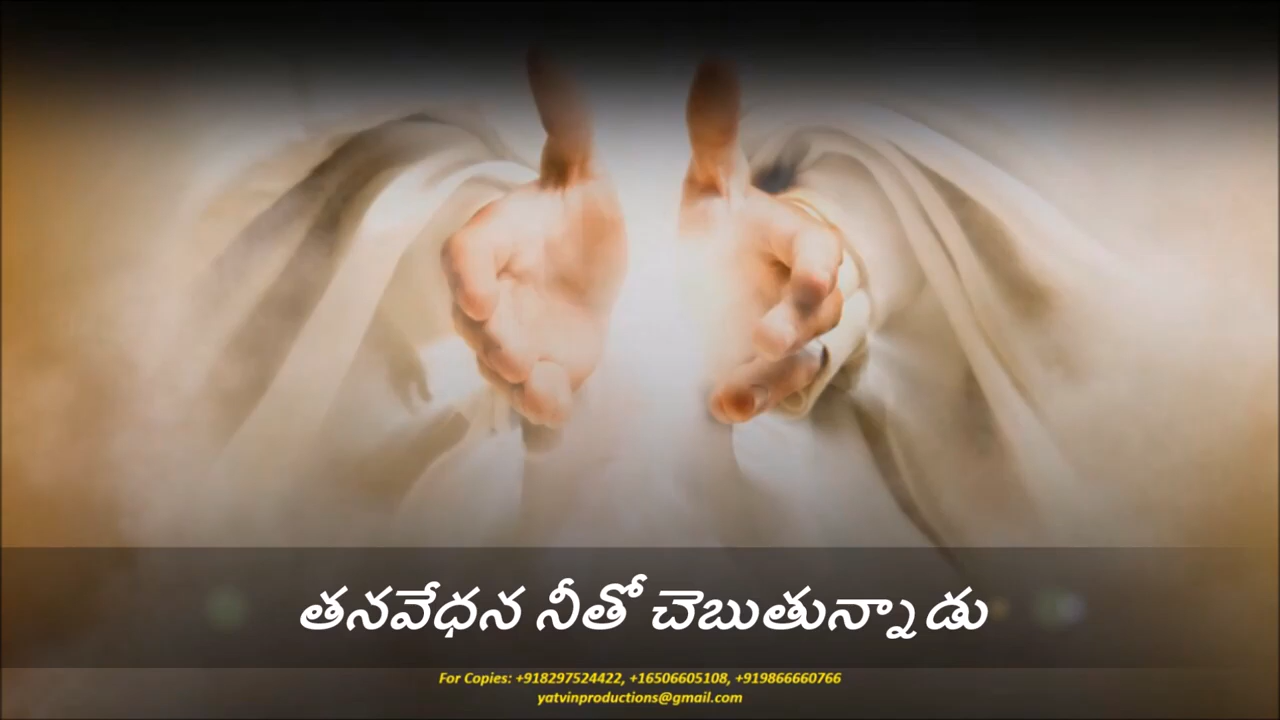 తనవేధన నీతో చెబుతున్నాడు
For Copies: +918297524422, +16506605108, +919866660766
yatvinproductions@gmail.com